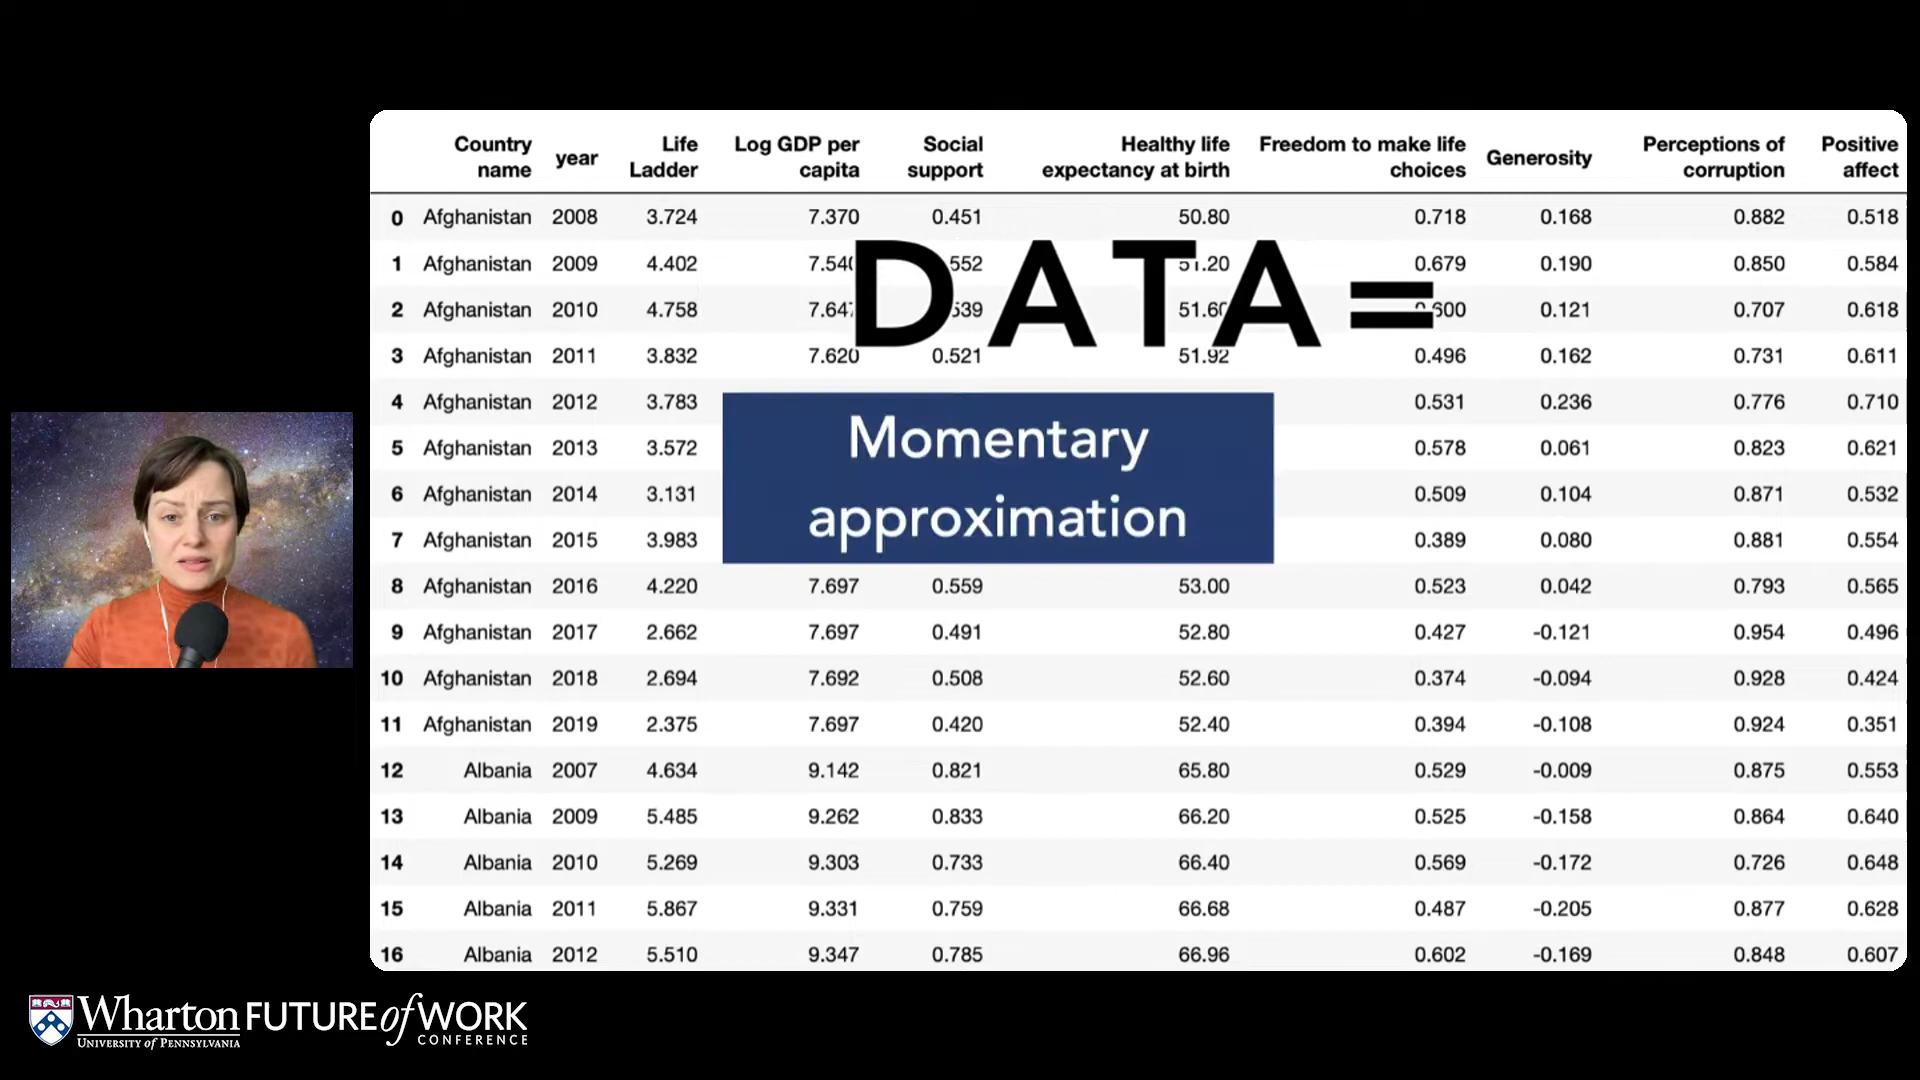 Country name year Life Ladder Log GDP per capita Social support Healthy life expectancy at birth Freedom to make life choices Generosity Perceptions of corruption Positive affect
0 Afghanistan 2008 3.724 7.370 0.451 50.80 0.718 0.168 0.882 0.518
1 Afghanistan 2009 4.402 0.679 0.190 0.850 0.584
DATA=
2 Afghanistan 2010 4.758 0.121 0.707 0.618
3 Afghanistan 2011 3.832 7.620 0.521 51.92 0.496 0.162 0.731 0.611
4 Afghanistan 2012 3.783 0.531 0.236 0.776 0.710
Momentary
5 Afghanistan 2013 3.572 0.578 0.061 0.823 0.621
6 Afghanistan 2014 3.131 0.509 0.104 0.871 0.532
approximation
7 Afghanistan 2015 3.983 0.389 0.080 0.881 0.554
8 Afghanistan 2016 4.220 7.697 0.559 53.00 0.523 0.042 0.793 0.565
9 Afghanistan 2017 2.662 7.697 0.491 52.80 0.427 -0.121 0.954 0.496
10 Afghanistan 2018 2.694 7.692 0.508 52.60 0.374 -0.094 0.928 0.424
11 Afghanistan 2019 2.375 7.697 0.420 52.40 0.394 -0.108 0.924 0.351
12 Albania 2007 4.634 9.142 0.821 65.80 0.529 -0.009 0.875 0.553
13 Albania 2009 5.485 9.262 0.833 66.20 0.525 -0.158 0.864 0.640
14 Albania 2010 5.269 9.303 0.733 66.40 0.569 -0.172 0.726 0.648
15 Albania 2011 5.867 9.331 0.759 66.68 0.487 -0.205 0.877 0.628
16 Albania 2012 5.510 9.347 0.785 66.96 0.602 -0.169 0.848 0.607
Wharton FUTURE of WORK
UNIVERSITY of PENNSYLVANIA CONFERENCE